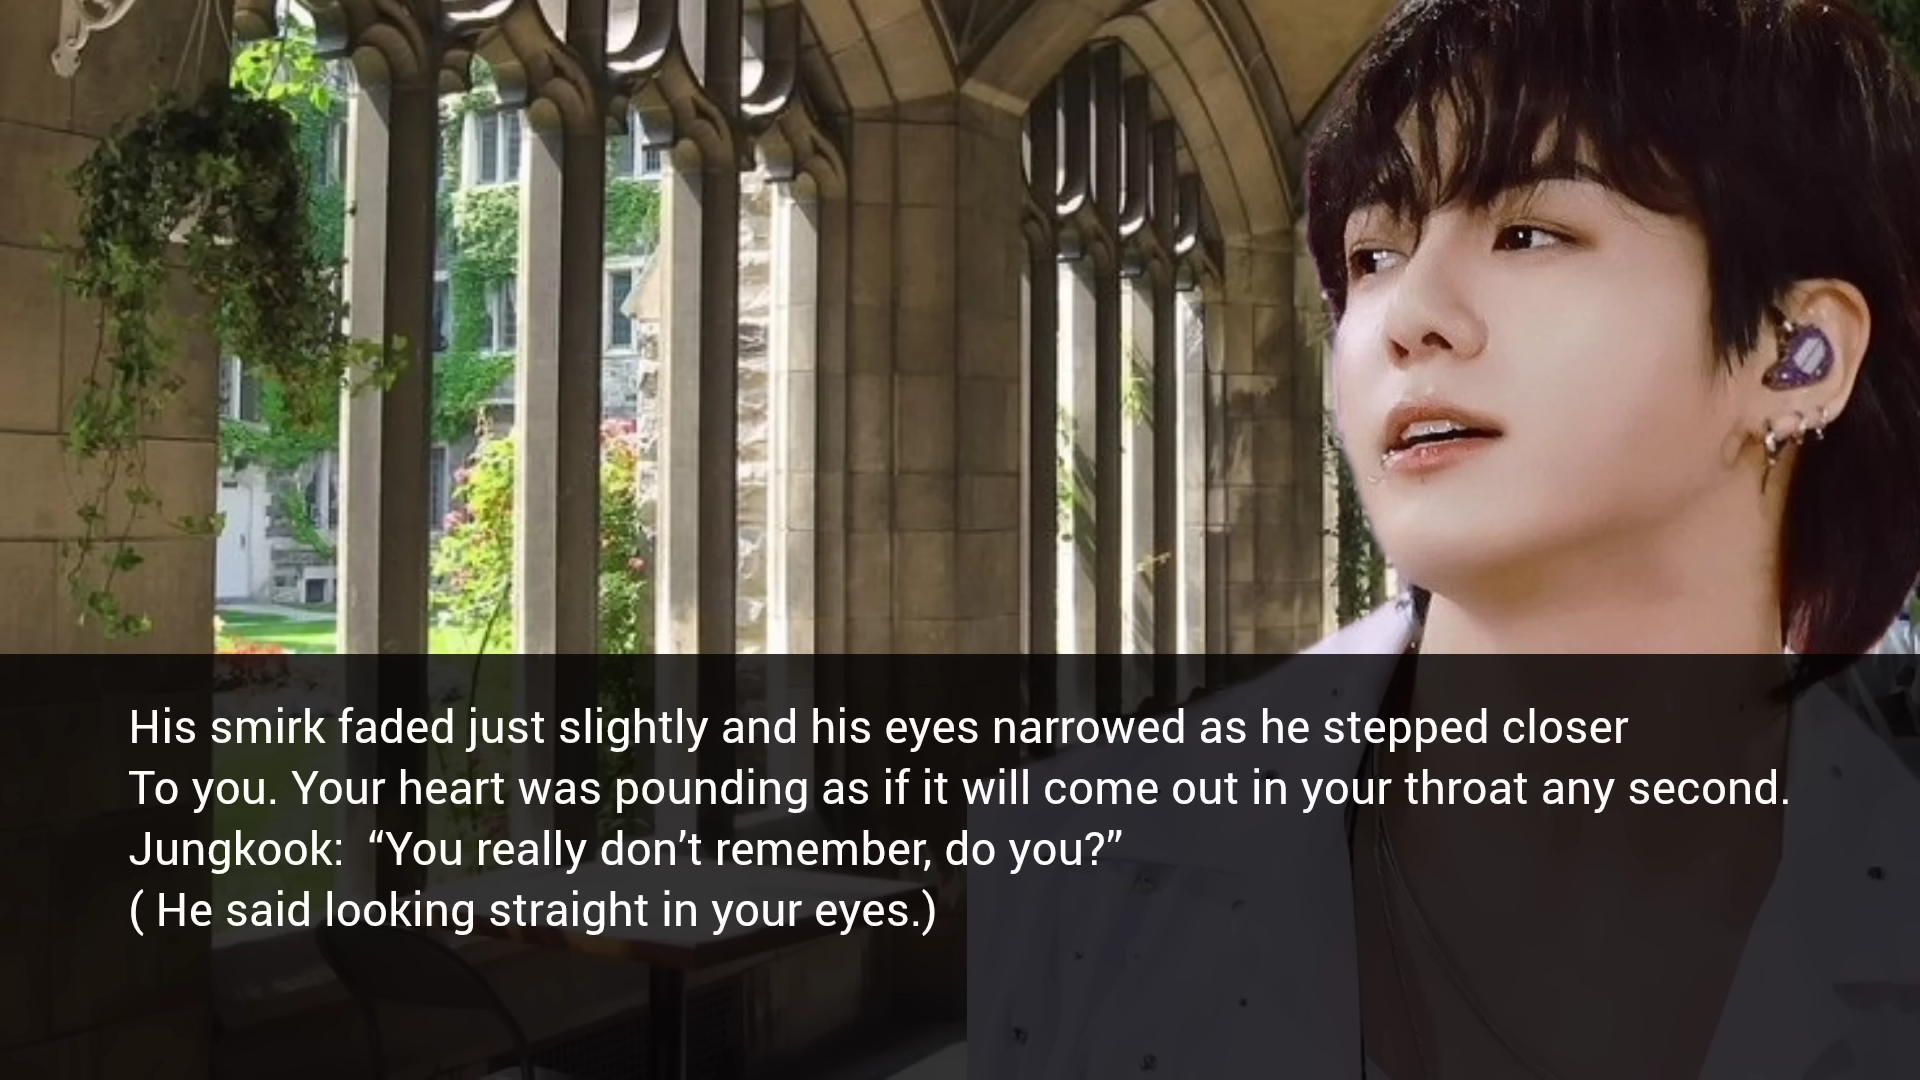 His smirk faded just slightly and his eyes narrowed as he stepped closer
To you. Your heart was pounding as if it will come out in your throat any second.
Jungkook:  “You really don’t remember, do you?”
( He said looking straight in your eyes.)